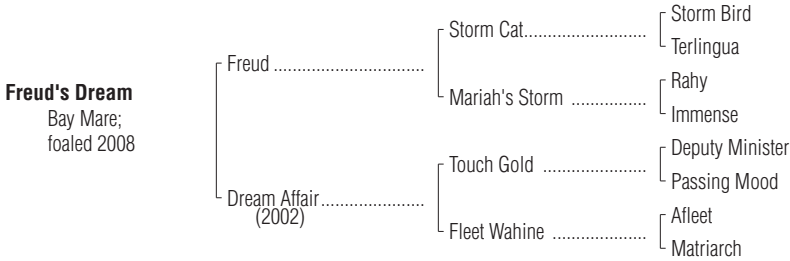 Storm Bird
Storm Cat..........................
Terlingua
Freud ................................
Rahy
Mariah's Storm ................
Immense
Freud's Dream
Bay Mare;
foaled 2008
Deputy Minister
Touch Gold ......................
Passing Mood
Dream Affair......................
(2002)
Afleet
Fleet Wahine ....................
Matriarch